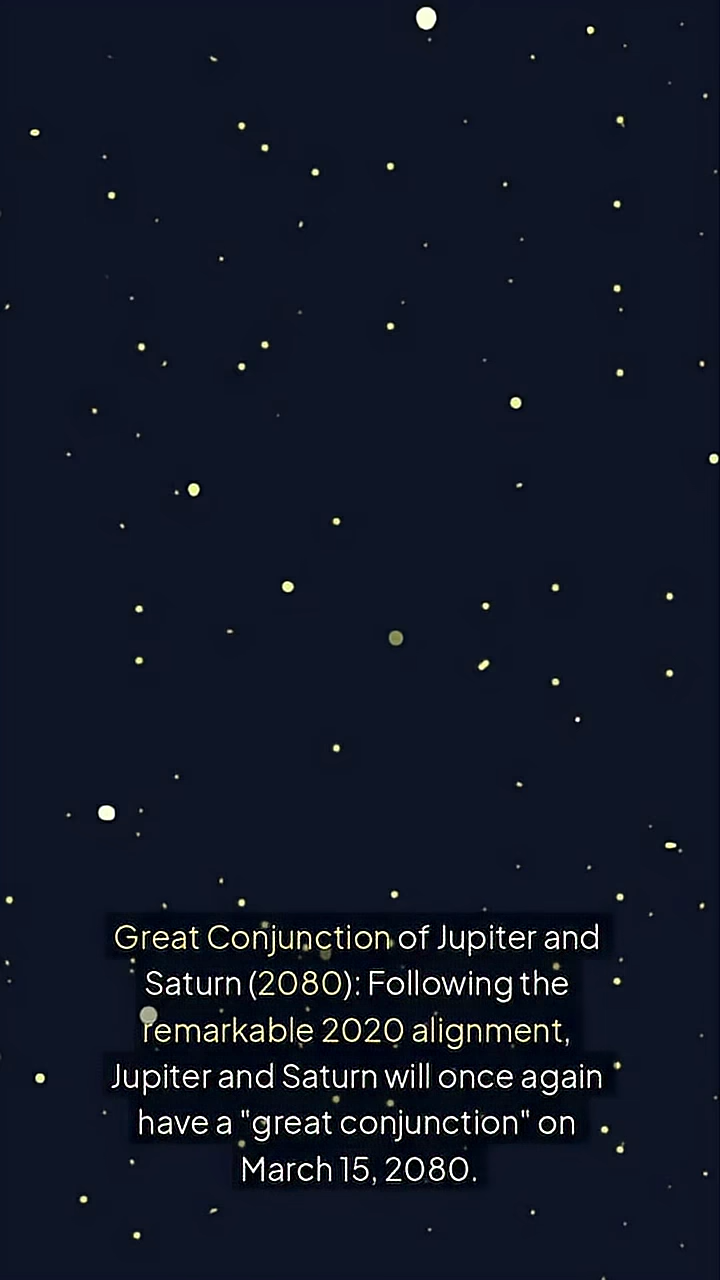 Great Conjunction of Jupiter and
Saturn (2080): Following the
remarkable 2020 alignment,
Jupiter and Saturn will once again
have a "great conjunction" on
March 15, 2080.